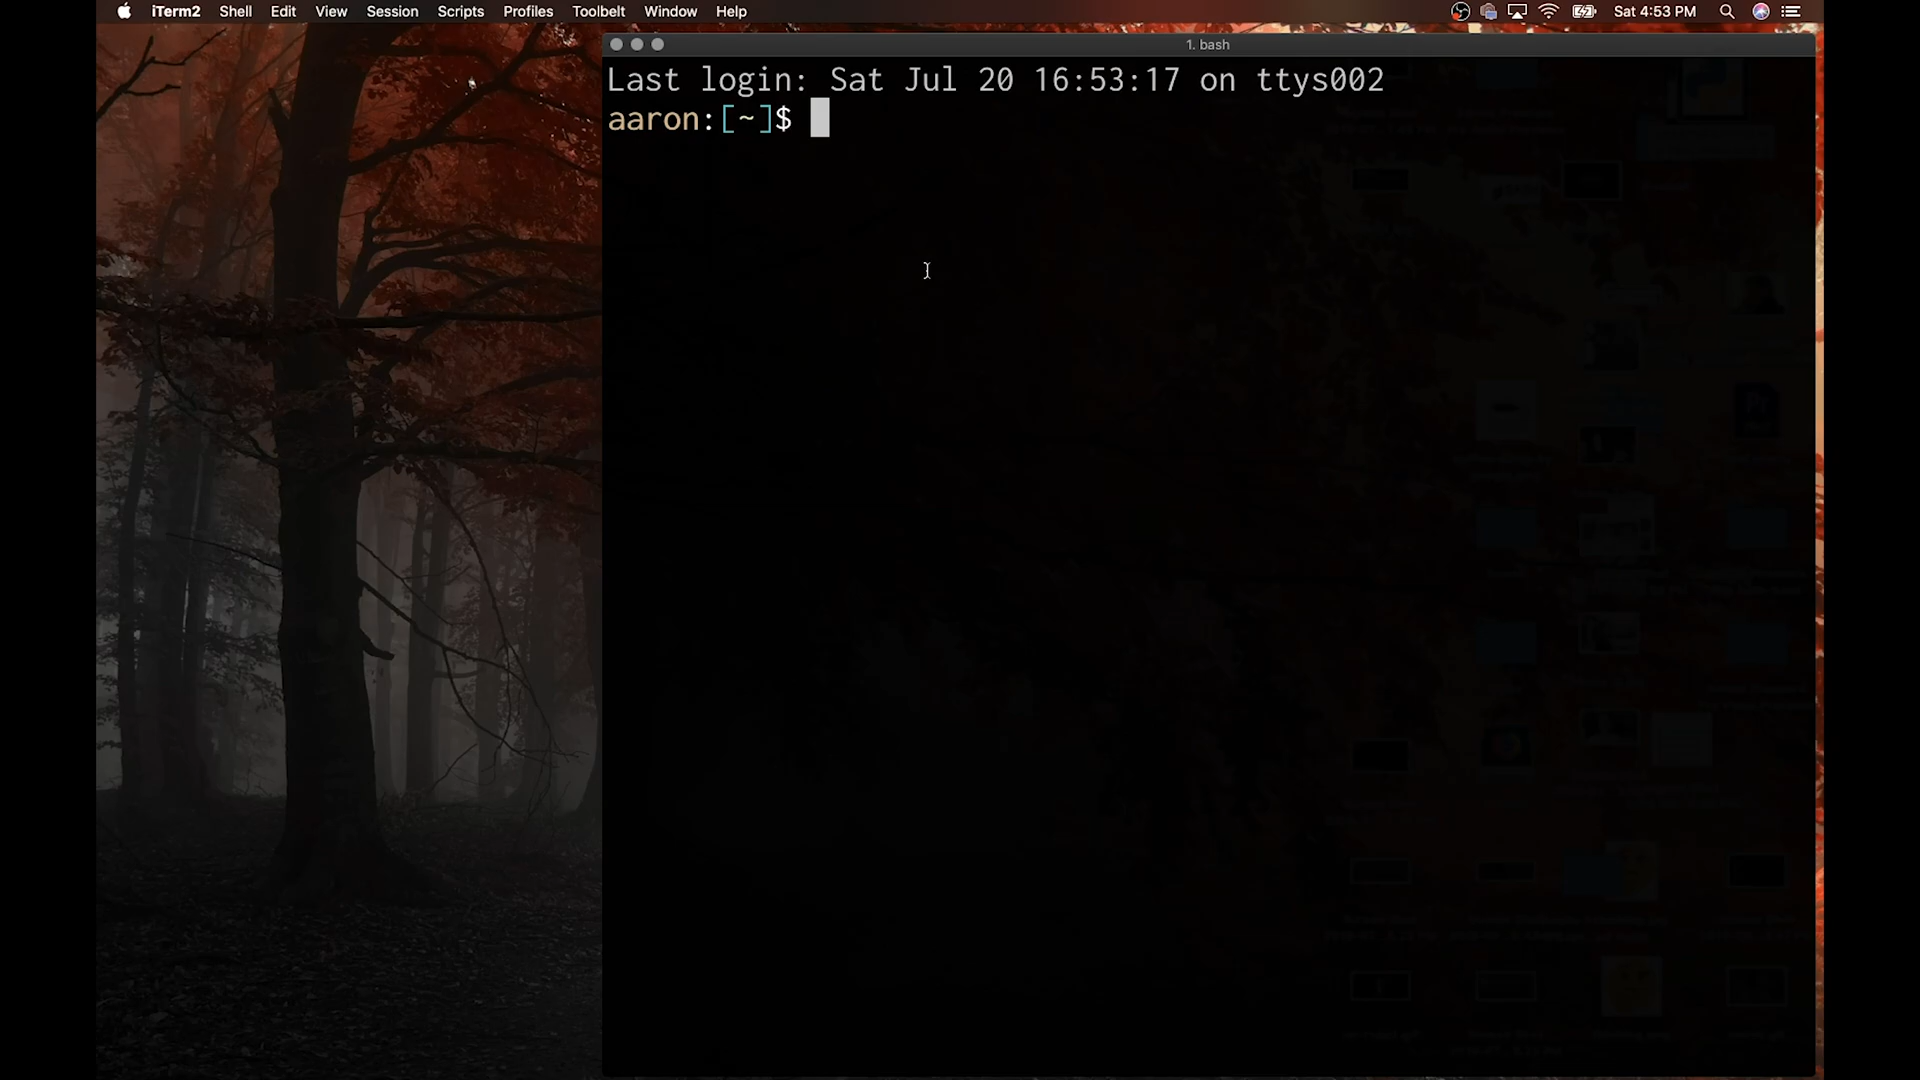 iTerm2 Shell Edit View Session Scripts Profiles Toolbelt Window Help Sat 4:53 PM
1. bash
Last login: Sat Jul 20 16:53:17 on ttys002
aaron:[~]$